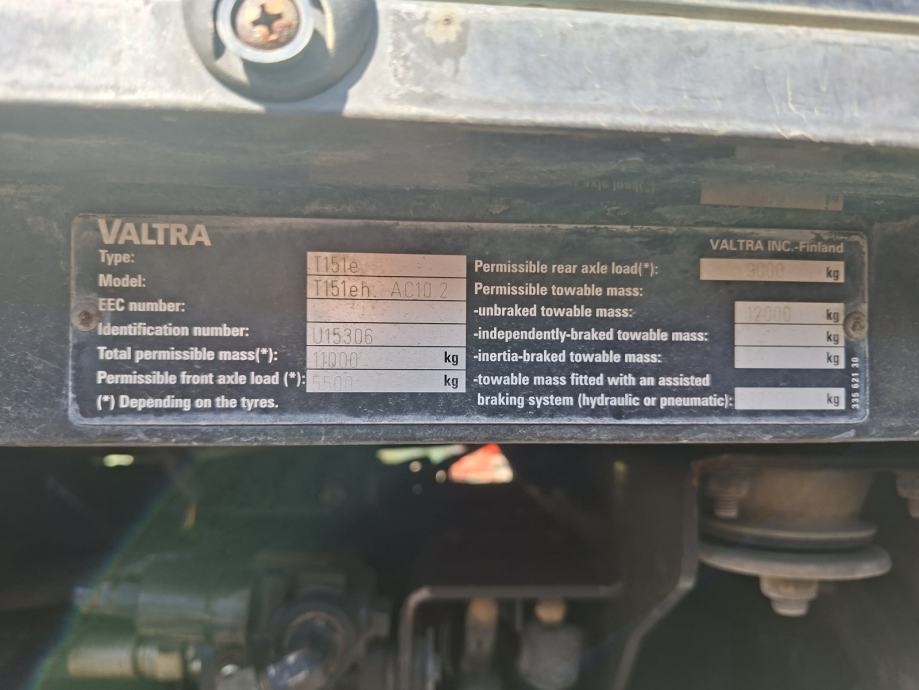 VALTRA
Type: T151e
Model: T151eh. AC10 2
EEC number:
Identification number: U15306
Total permissible mass(*): 11000 kg
Permissible front axle load (*): 5500 kg
(*) Depending on the tyres.
VALTRA INC.-Finland
Permissible rear axle load(*): 9000 kg
Permissible towable mass:
-unbraked towable mass: 12000 kg
-independently-braked towable mass: kg
-inertia-braked towable mass: kg
-towable mass fitted with an assisted
braking system (hydraulic or pneumatic): kg
335 621 30